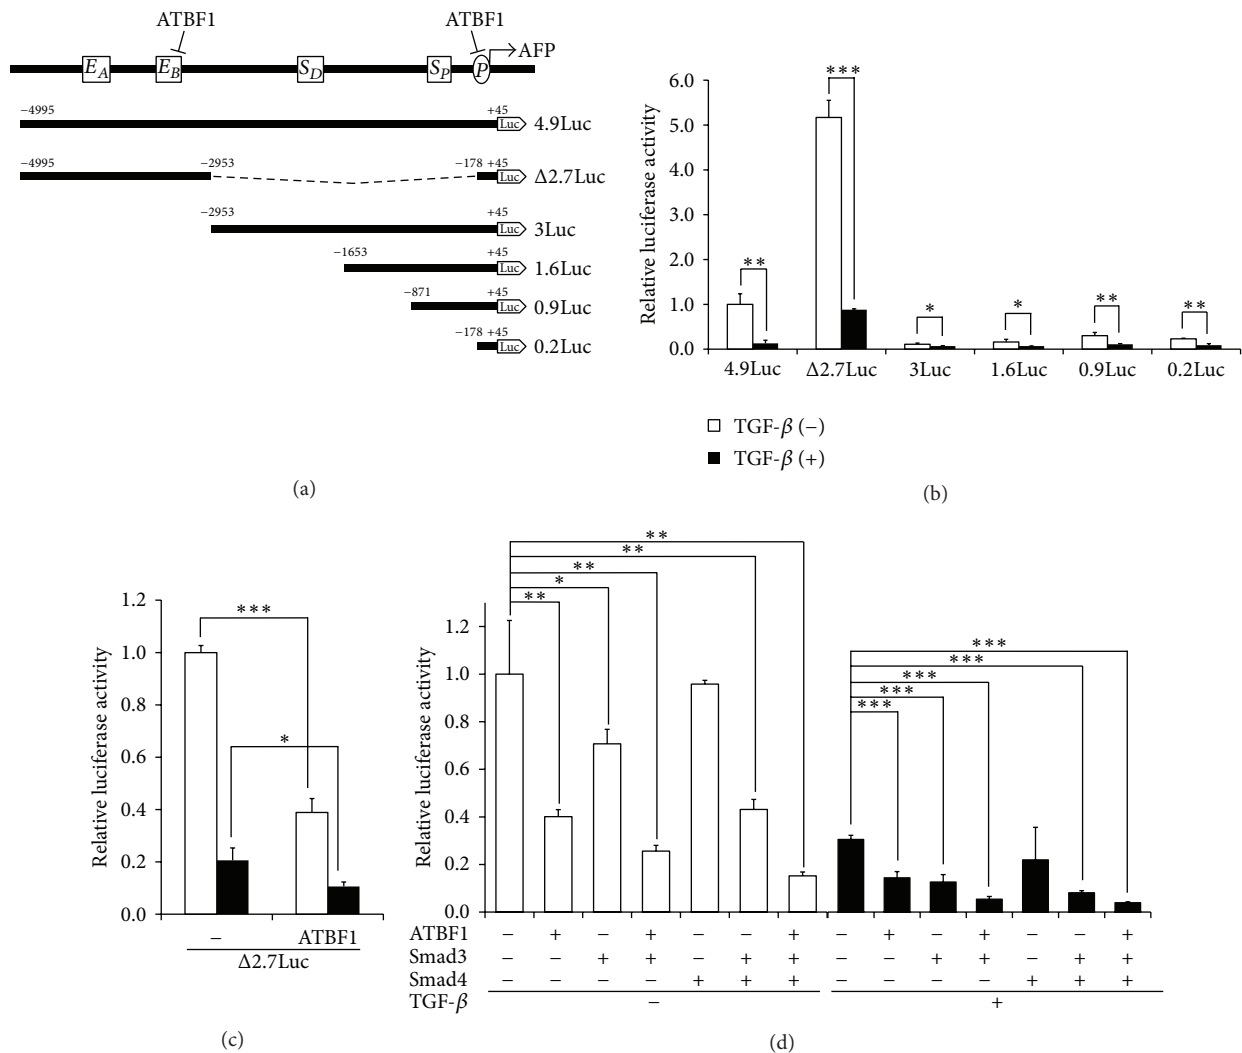 ATBF1 ATBF1
E_A E_B S_D S_P P AFP
−4995 +45
Luc 4.9Luc
−4995 −2953 −178 +45
Luc Δ2.7Luc
−2953 +45
Luc 3Luc
−1653 +45
Luc 1.6Luc
−871 +45
Luc 0.9Luc
−178 +45
Luc 0.2Luc
(a)
Relative luciferase activity
6.0
5.0
4.0
3.0
2.0
1.0
0.0
** *** * * ** **
4.9Luc Δ2.7Luc 3Luc 1.6Luc 0.9Luc 0.2Luc
TGF-β (−)
TGF-β (+)
(b)
Relative luciferase activity
1.2
1.0
0.8
0.6
0.4
0.2
0.0
***
*
− ATBF1
Δ2.7Luc
(c)
Relative luciferase activity
1.2
1.0
0.8
0.6
0.4
0.2
0.0
**
**
**
*
**
***
***
***
***
***
ATBF1 − + − + − − + − + − + − − +
Smad3 − − + + − + + − − + + − + +
Smad4 − − − − + + + − − − − + + +
TGF-β − +
(d)